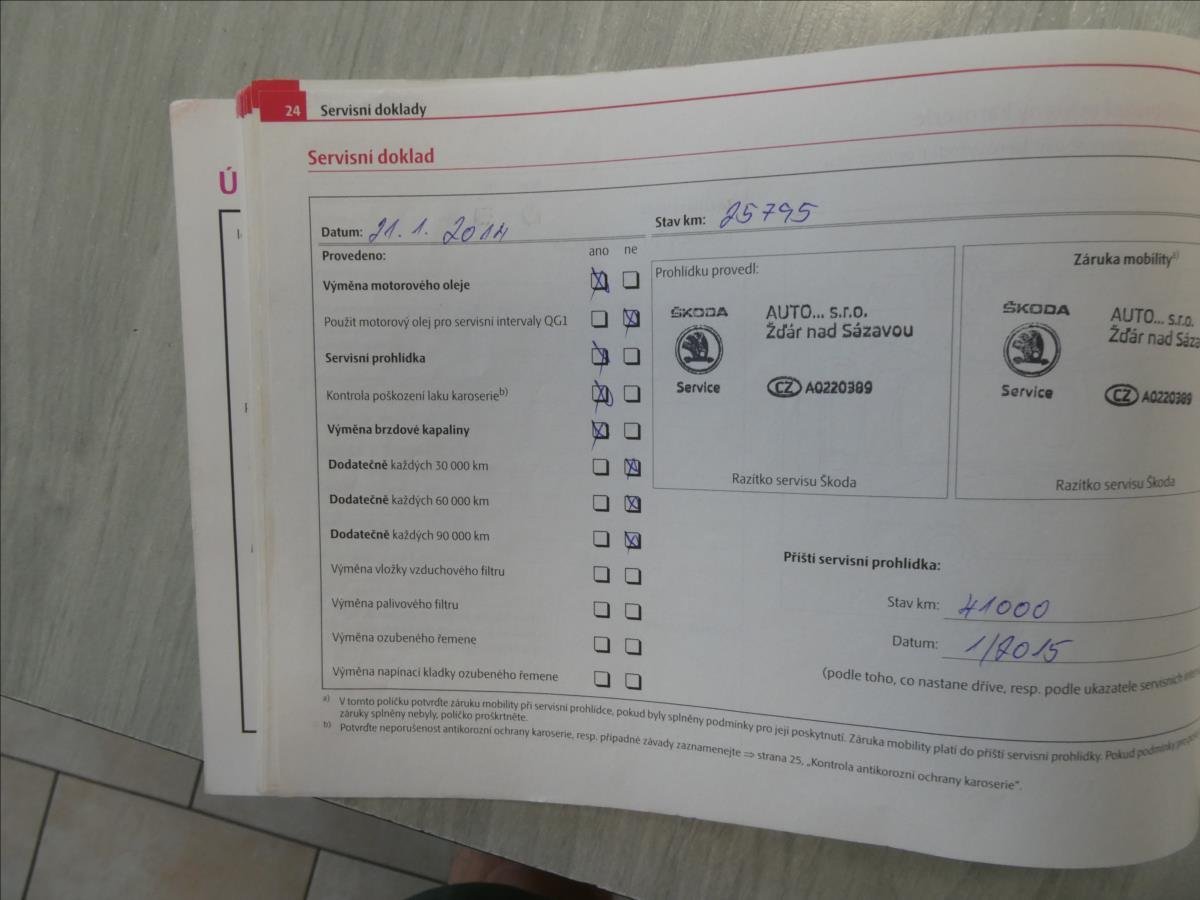 24 Servisní doklady
Servisní doklad
Datum: 21. 1. 2014 Stav km: 25795
Provedeno: ano ne
Výměna motorového oleje
Použit motorový olej pro servisní intervaly QG1
Servisní prohlídka
Kontrola poškození laku karoserie b)
Výměna brzdové kapaliny
Dodatečně každých 30 000 km
Dodatečně každých 60 000 km
Dodatečně každých 90 000 km
Výměna vložky vzduchového filtru
Výměna palivového filtru
Výměna ozubeného řemene
Výměna napínací kladky ozubeného řemene
Prohlídku provedl:
ŠKODA AUTO... s.r.o.
Žďár nad Sázavou
Service CZ A0220389
Razítko servisu Škoda
Záruka mobility a)
ŠKODA AUTO... s.r.o.
Žďár nad Sáza
Service CZ A0220389
Razítko servisu Škoda
Příští servisní prohlídka:
Stav km: 41000
Datum: 1/2015
(podle toho, co nastane dříve, resp. podle ukazatele servisních
a) V tomto políčku potvrďte záruku mobility při servisní prohlídce, pokud byly splněny podmínky pro její poskytnutí. Záruka mobility platí do příští servisní prohlídky. Pokud podmínky pro
záruky splněny nebyly, políčko proškrtněte.
b) Potvrďte neporušenost antikorozní ochrany karoserie, resp. případné závady zaznamenejte ⇒ strana 25, „Kontrola antikorozní ochrany karoserie“.
Ú